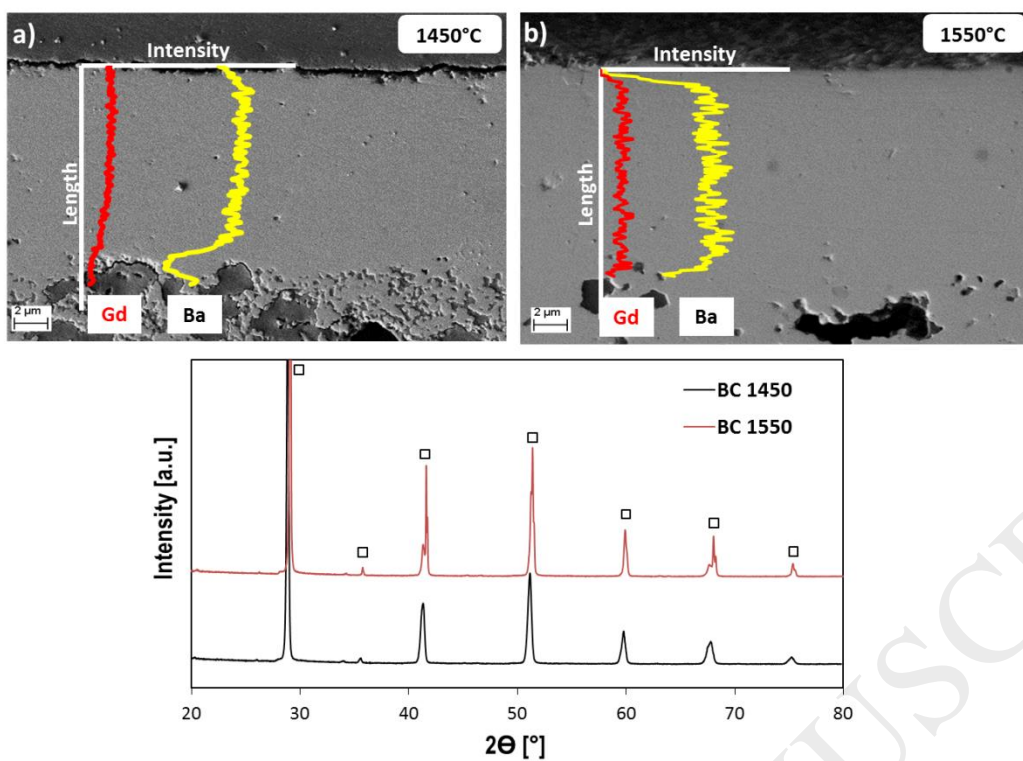 a)
1450°C
Intensity
Length
Gd
Ba
2 µm
b)
1550°C
Intensity
Length
Gd
Ba
2 µm
BC 1450
BC 1550
Intensity [a.u.]
20 30 40 50 60 70 80
2Θ [°]